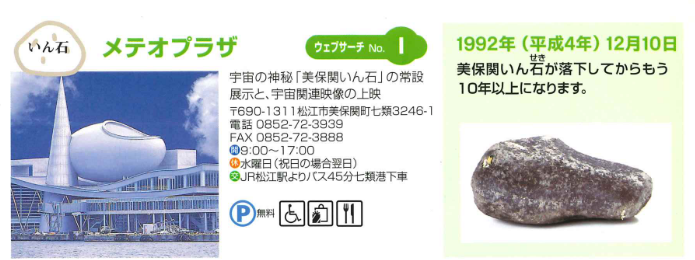 いん石
メテオプラザ
ウェブサーチ No. 1
宇宙の神秘「美保関いん石」の常設
展示と、宇宙関連映像の上映
〒690-1311松江市美保関町七類3246-1
電話 0852-72-3939
FAX 0852-72-3888
開9:00〜17:00
休水曜日(祝日の場合翌日)
交JR松江駅よりバス45分七類港下車
P無料
1992年(平成4年)12月10日
せき
美保関いん石が落下してからもう
10年以上になります。